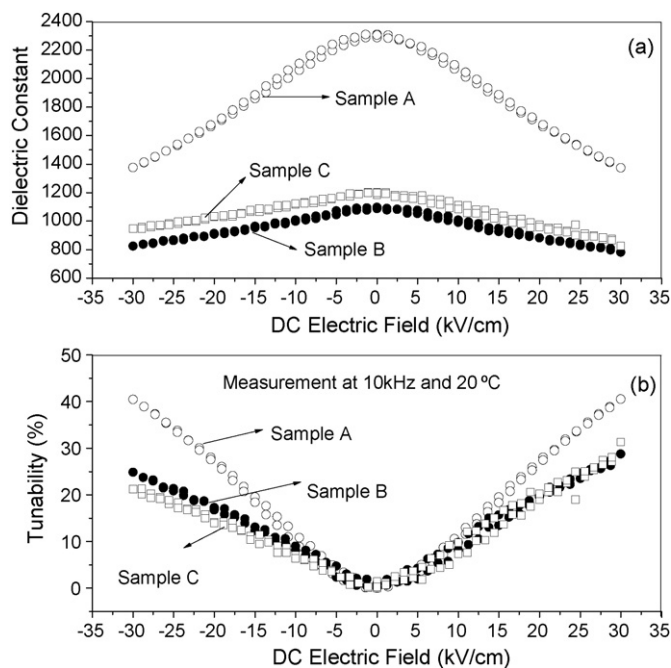 2400
2200
2000
1800
1600
1400
1200
1000
800
600
Dielectric Constant
(a)
Sample A
Sample C
Sample B
-35 -30 -25 -20 -15 -10 -5 0 5 10 15 20 25 30 35
DC Electric Field (kV/cm)
50
40
30
20
10
0
Tunability (%)
Measurement at 10kHz and 20 ºC
(b)
Sample A
Sample B
Sample C
-35 -30 -25 -20 -15 -10 -5 0 5 10 15 20 25 30 35
DC Electric Field (kV/cm)